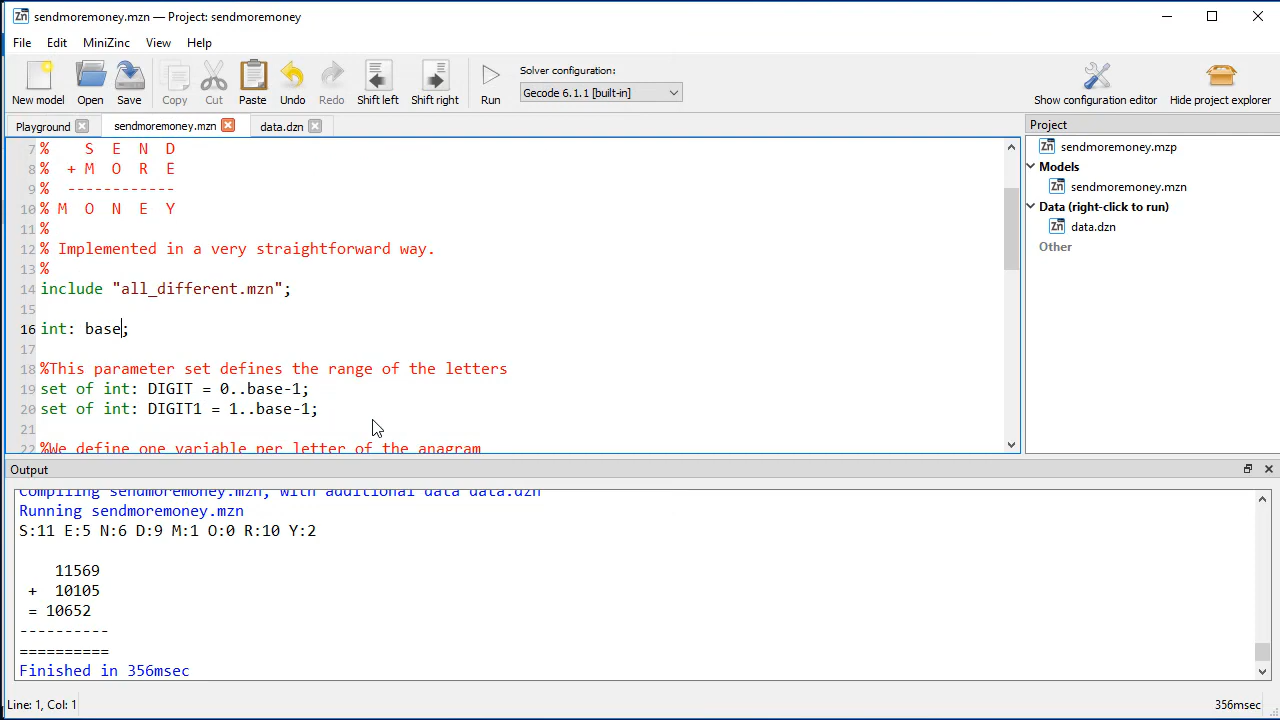 sendmoremoney.mzn — Project: sendmoremoney
File Edit MiniZinc View Help
New model Open Save Copy Cut Paste Undo Redo Shift left Shift right Run
Solver configuration:
Gecode 6.1.1 [built-in]
Show configuration editor Hide project explorer
Playground sendmoremoney.mzn data.dzn
7 %    S  E  N  D
8 %  + M  O  R  E
9 %  ------------
10 % M  O  N  E  Y
11 %
12 % Implemented in a very straightforward way.
13 %
14 include "all_different.mzn";
15
16 int: base;
17
18 %This parameter set defines the range of the letters
19 set of int: DIGIT = 0..base-1;
20 set of int: DIGIT1 = 1..base-1;
21
22 %We define one variable per letter of the anagram
Project
sendmoremoney.mzp
Models
sendmoremoney.mzn
Data (right-click to run)
data.dzn
Other
Output
Compiling sendmoremoney.mzn, with additional data data.dzn
Running sendmoremoney.mzn
S:11 E:5 N:6 D:9 M:1 O:0 R:10 Y:2
11569
+ 10105
= 10652
----------
==========
Finished in 356msec
Line: 1, Col: 1
356msec